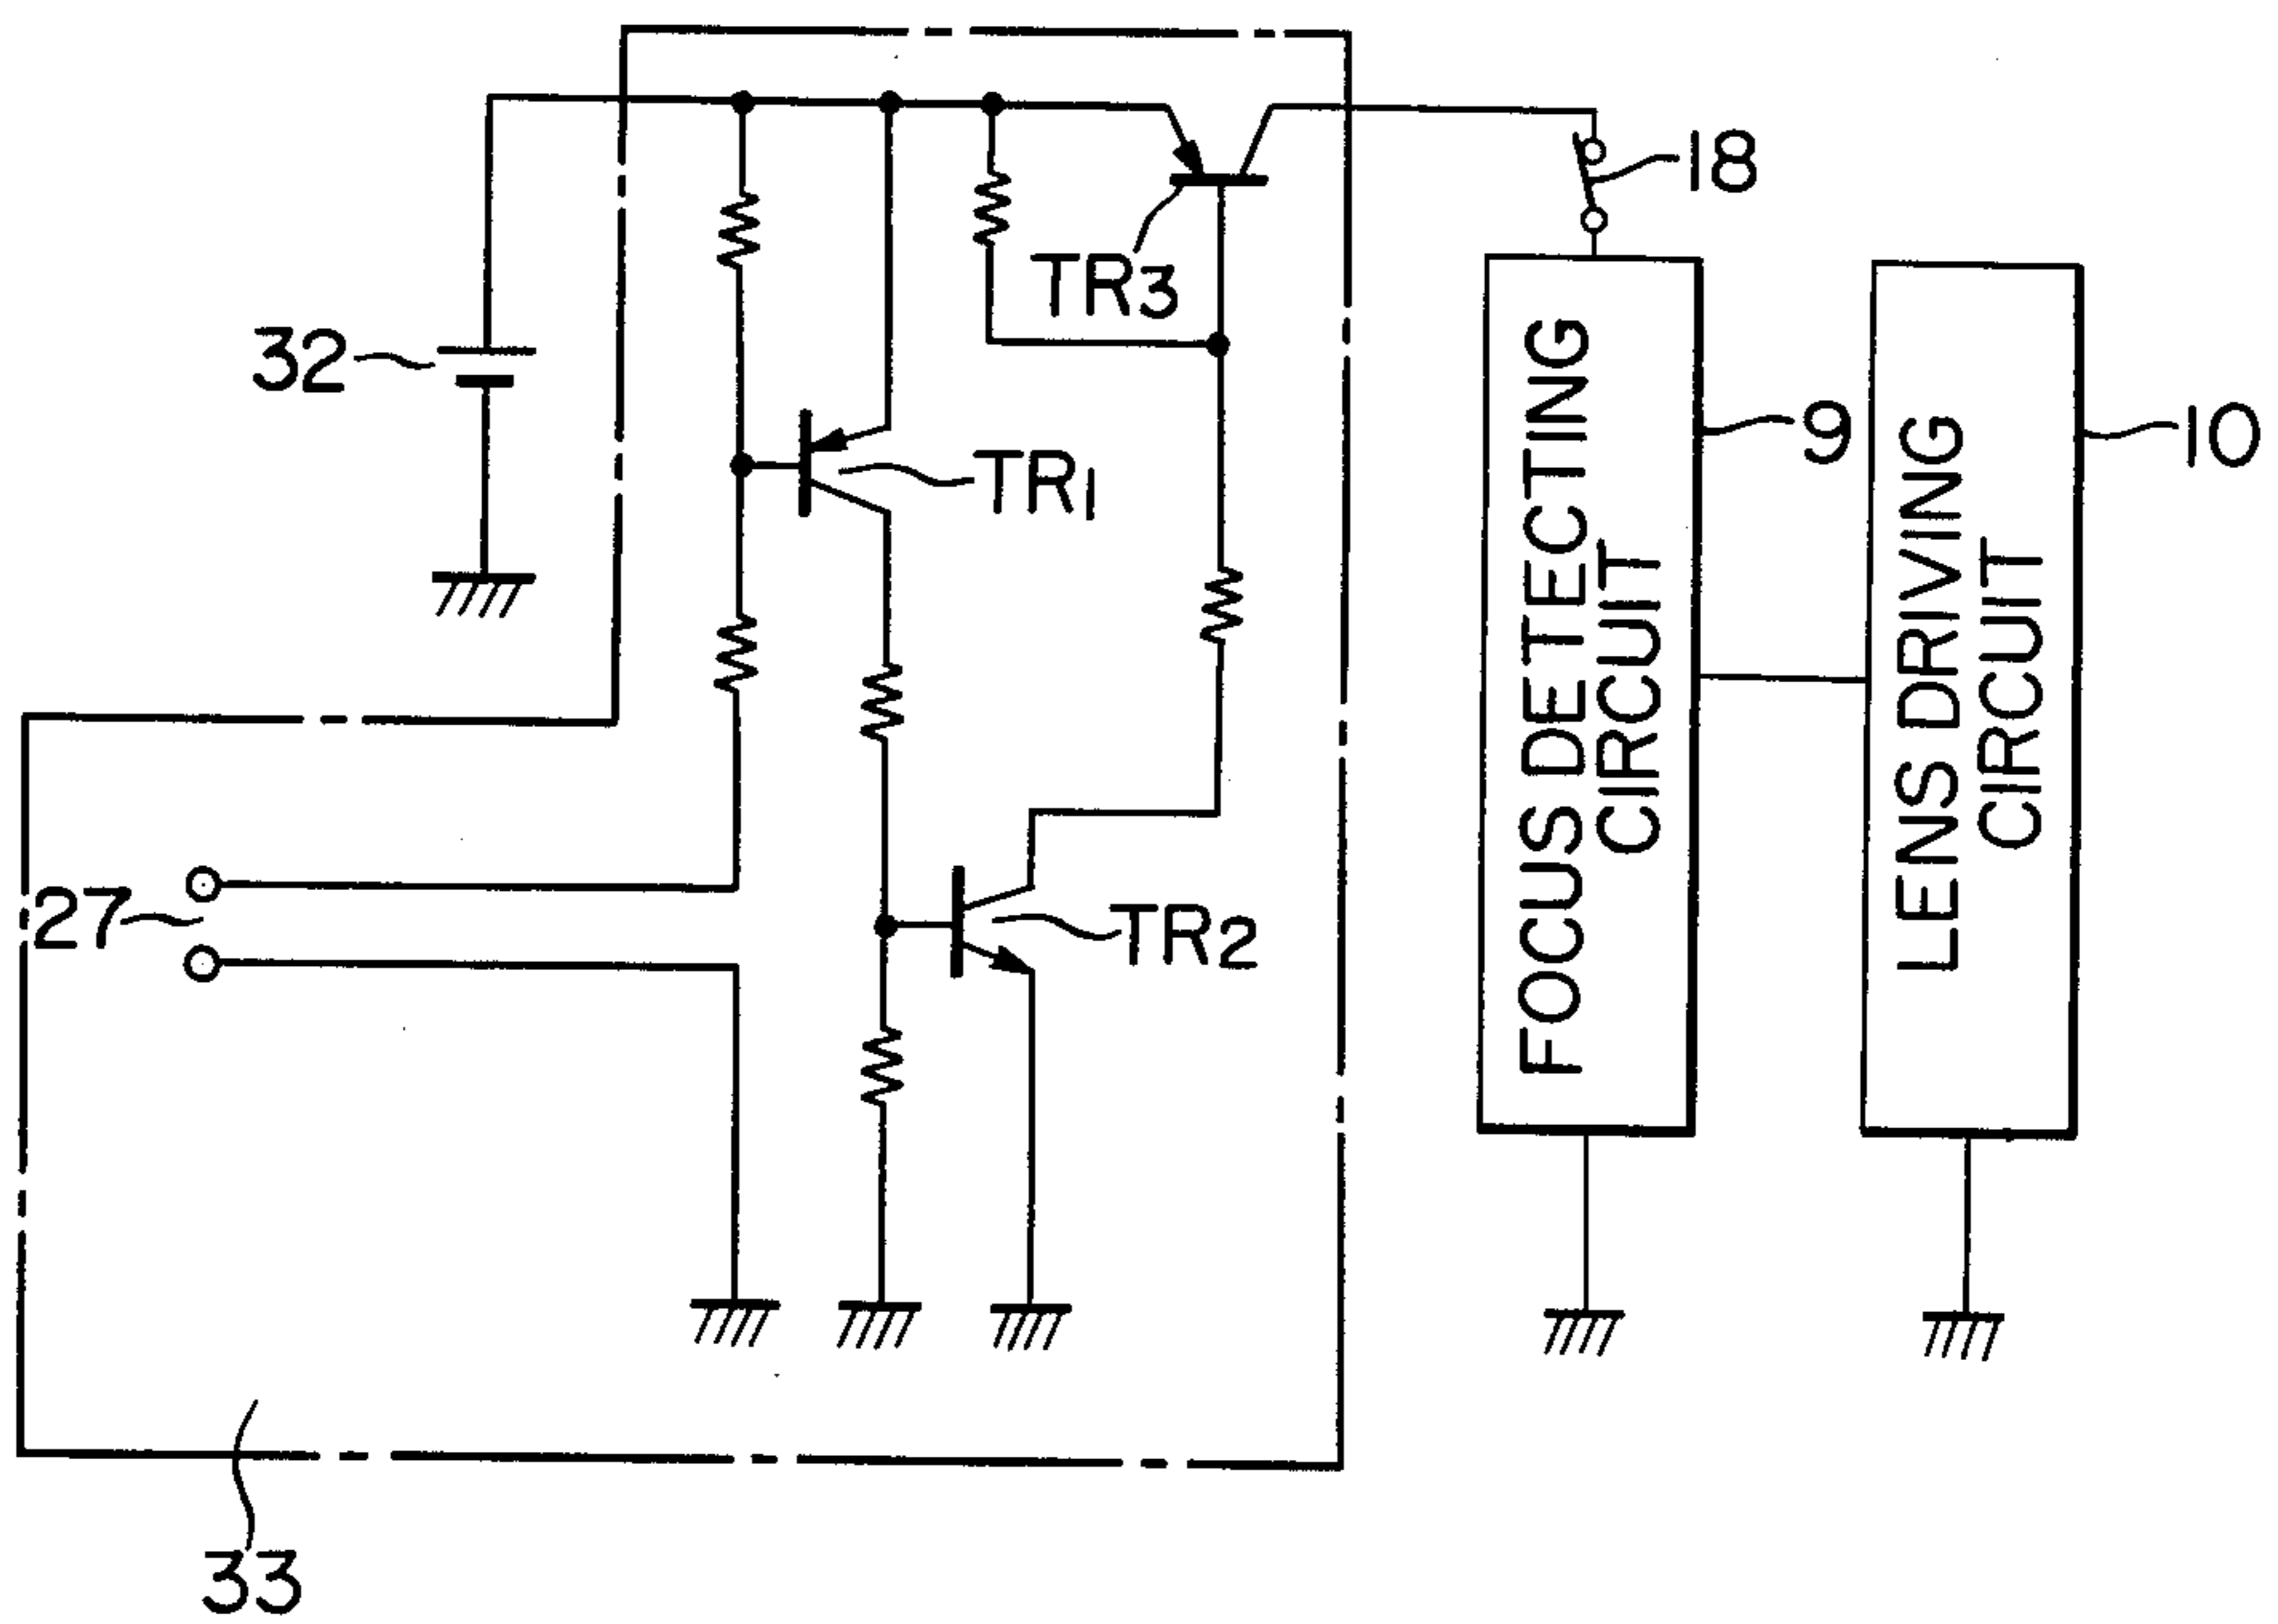 18
TR3
32
9
10
TR1
FOCUS DETECTING
CIRCUIT
LENS DRIVING
CIRCUIT
27
TR2
33